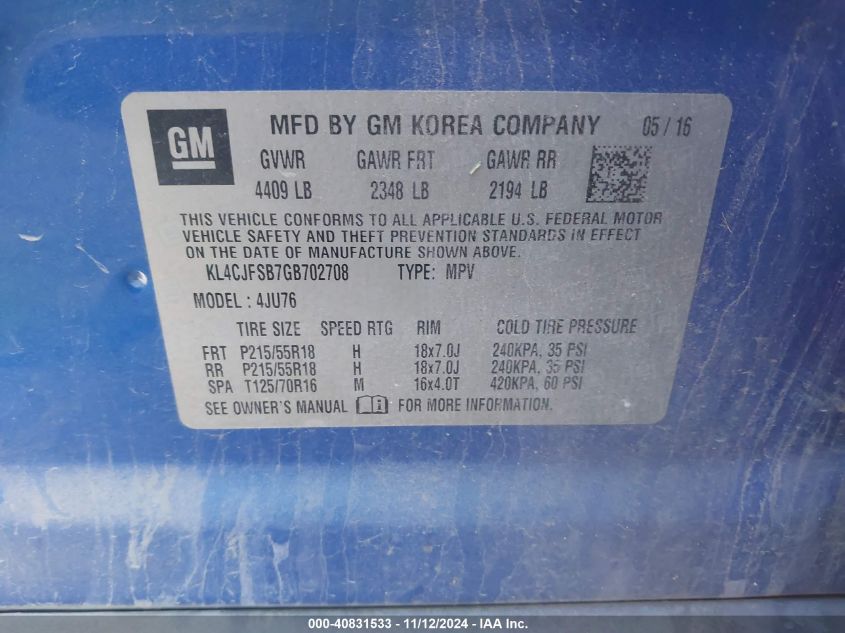 GM
MFD BY GM KOREA COMPANY 05/16
GVWR GAWR FRT GAWR RR
4409 LB 2348 LB 2194 LB
THIS VEHICLE CONFORMS TO ALL APPLICABLE U.S. FEDERAL MOTOR
VEHICLE SAFETY AND THEFT PREVENTION STANDARDS IN EFFECT
ON THE DATE OF MANUFACTURE SHOWN ABOVE.
KL4CJFSB7GB702708 TYPE: MPV
MODEL : 4JU76
TIRE SIZE SPEED RTG RIM COLD TIRE PRESSURE
FRT P215/55R18 H 18x7.0J 240KPA, 35 PSI
RR P215/55R18 H 18x7.0J 240KPA, 35 PSI
SPA T125/70R16 M 16x4.0T 420KPA, 60 PSI
SEE OWNER'S MANUAL FOR MORE INFORMATION.
000-40831533 - 11/12/2024 - IAAI.com